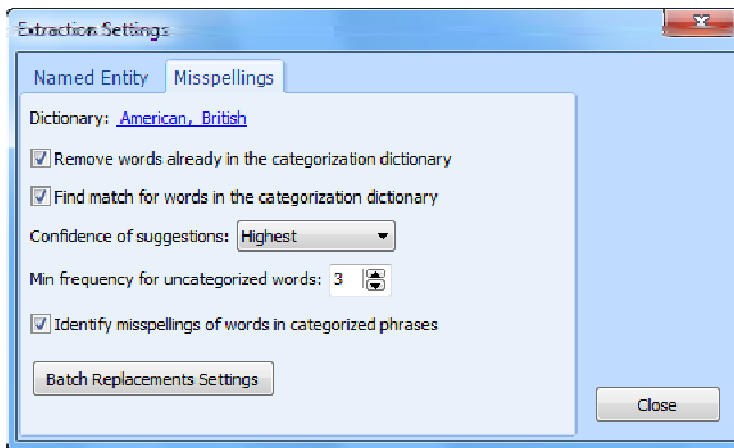 Extraction Settings
Named Entity Misspellings
Dictionary: American, British
Remove words already in the categorization dictionary
Find match for words in the categorization dictionary
Confidence of suggestions: Highest
Min frequency for uncategorized words: 3
Identify misspellings of words in categorized phrases
Batch Replacements Settings
Close